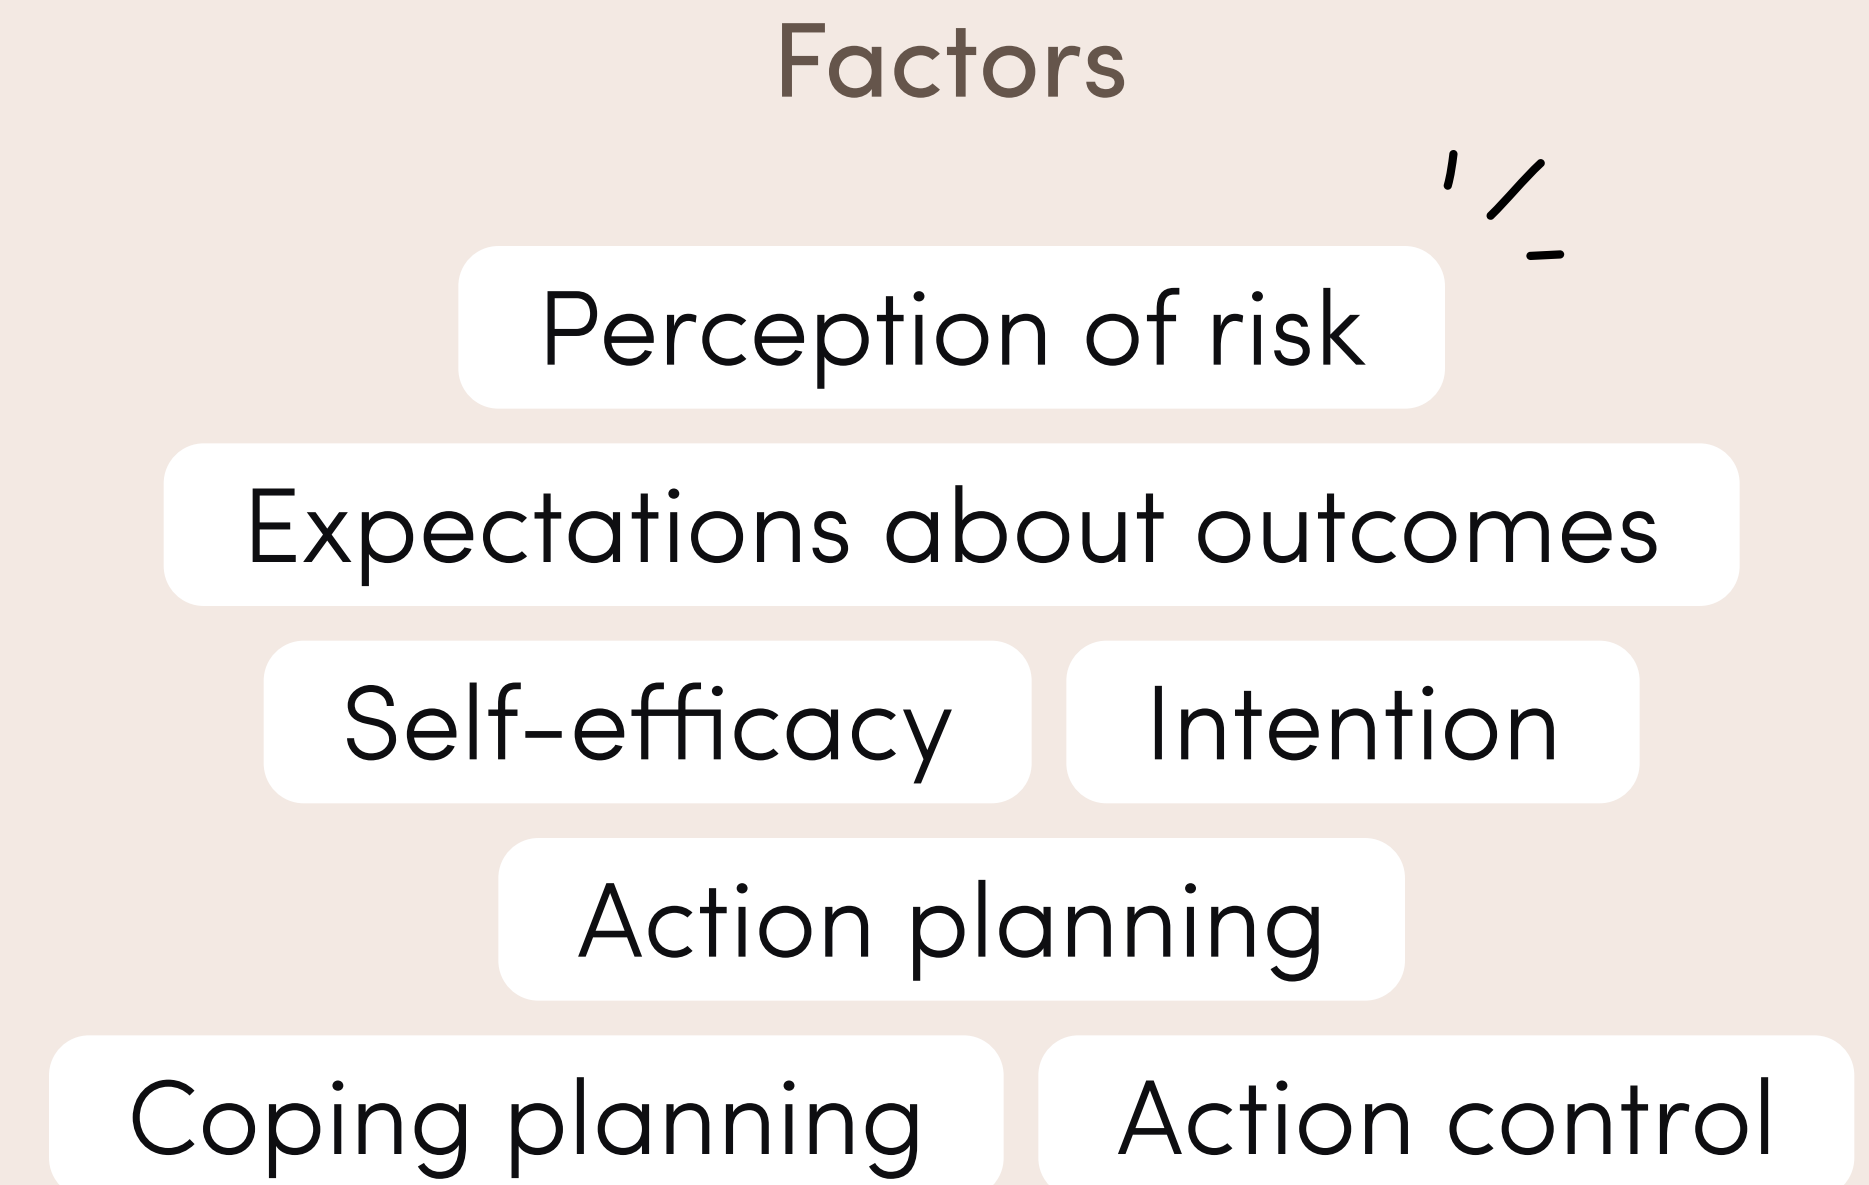 Factors
Perception of risk
Expectations about outcomes
Self-efficacy
Intention
Action planning
Coping planning
Action control